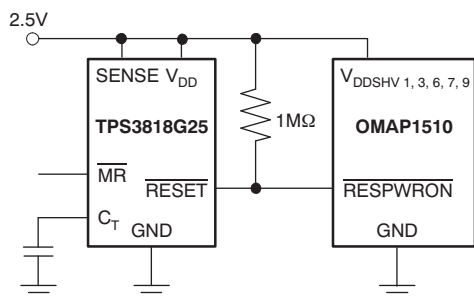 2.5V
SENSE V_DD
TPS3818G25
MR
RESET
C_T
GND
1MΩ
V_DDSHV 1, 3, 6, 7, 9
OMAP1510
RESPWRON
GND